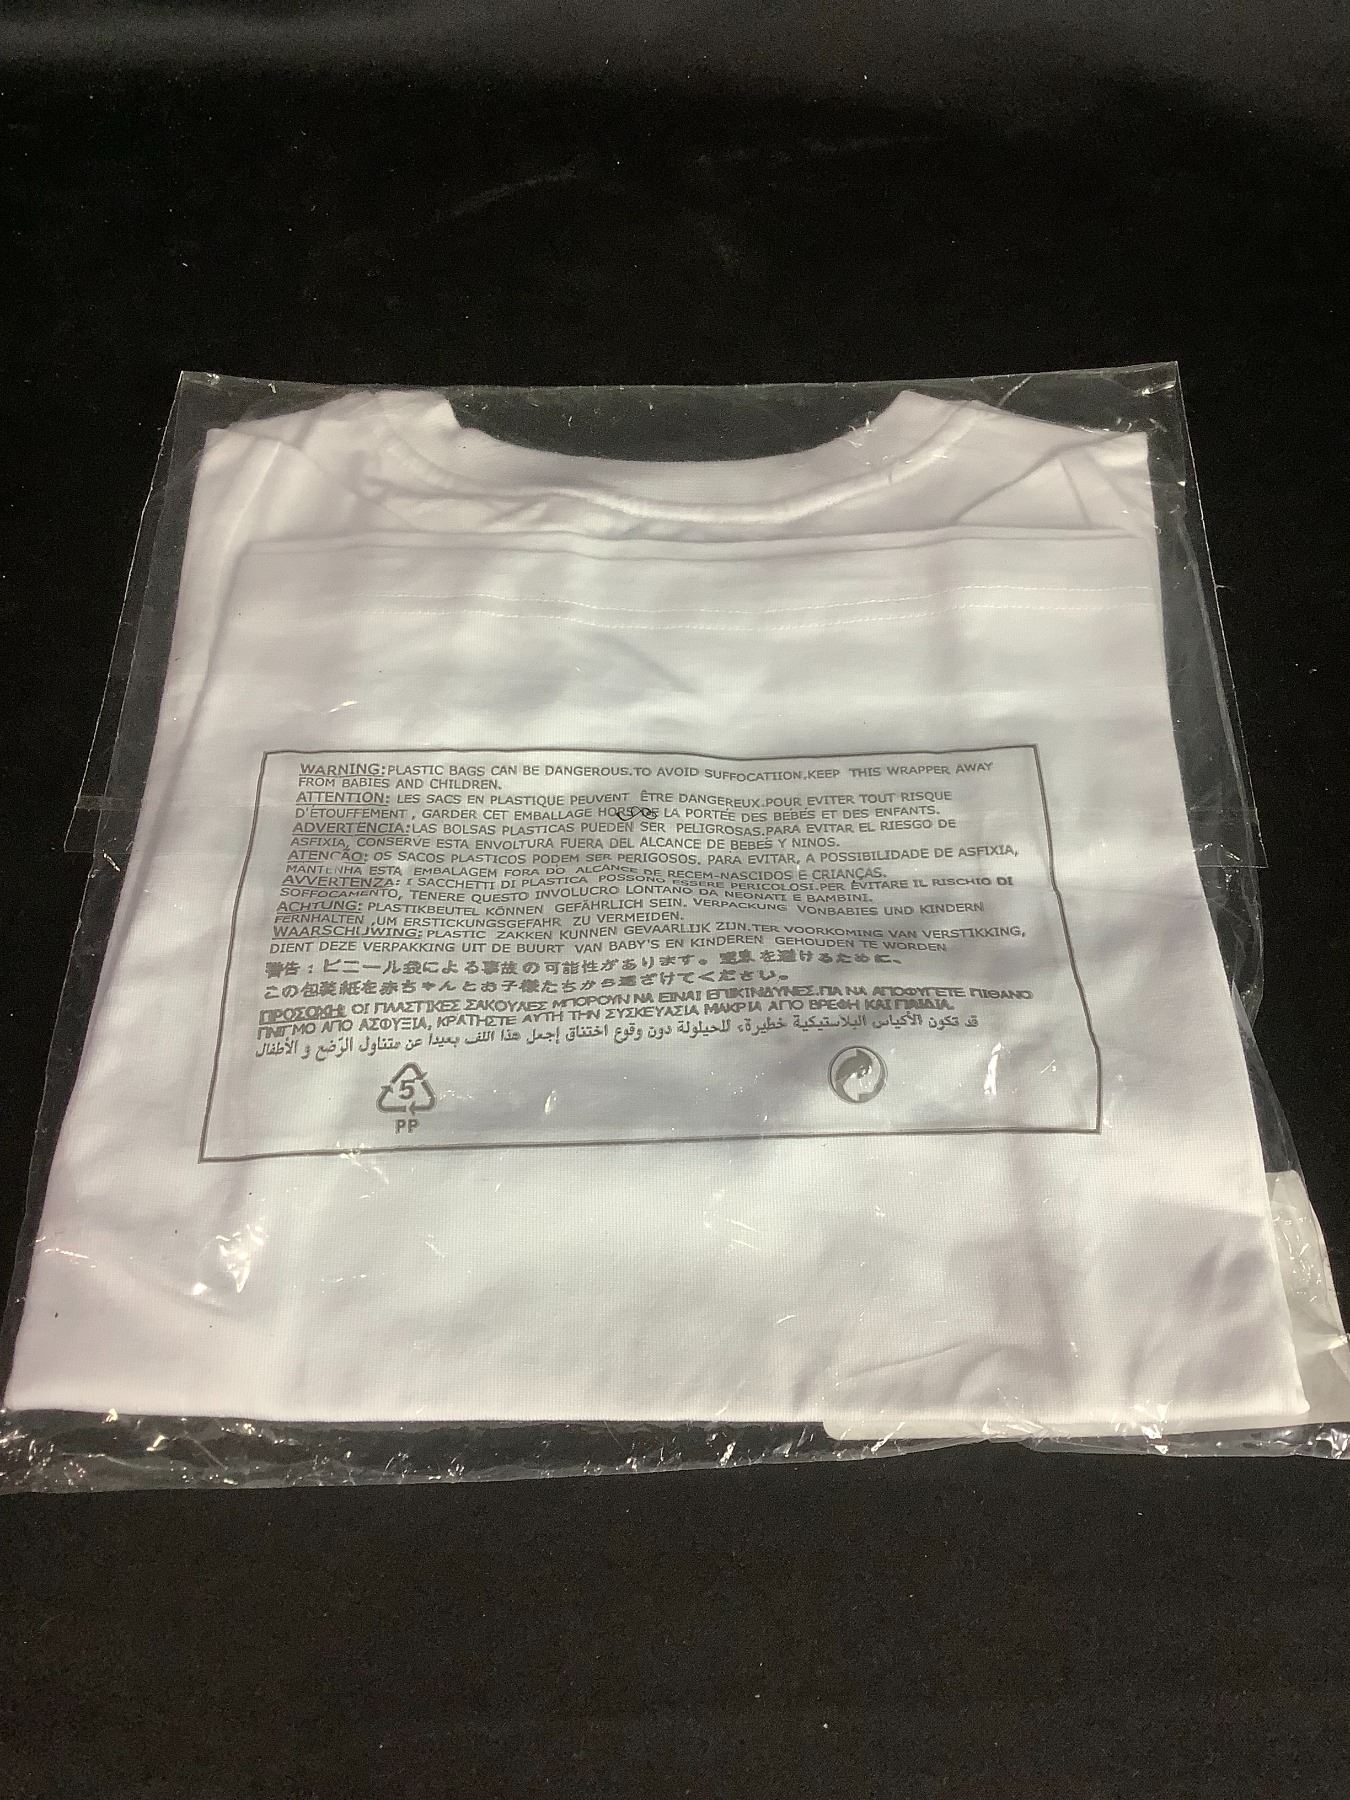 WARNING:PLASTIC BAGS CAN BE DANGEROUS.TO AVOID SUFFOCATIION.KEEP THIS WRAPPER AWAY
FROM BABIES AND CHILDREN.
ATTENTION: LES SACS EN PLASTIQUE PEUVENT ÊTRE DANGEREUX.POUR EVITER TOUT RISQUE
D'ÉTOUFFEMENT , GARDER CET EMBALLAGE HORS DE LA PORTÉE DES BÉBÉS ET DES ENFANTS.
ADVERTENCIA:LAS BOLSAS PLASTICAS PUEDEN SER PELIGROSAS.PARA EVITAR EL RIESGO DE
ASFIXIA, CONSERVE ESTA ENVOLTURA FUERA DEL ALCANCE DE BEBES Y NINOS.
ATENCÃO: OS SACOS PLASTICOS PODEM SER PERIGOSOS. PARA EVITAR, A POSSIBILIDADE DE ASFIXIA,
MANTENHA ESTA EMBALAGEM FORA DO ALCANCE DE RECEM-NASCIDOS E CRIANÇAS.
AVVERTENZA: I SACCHETTI DI PLASTICA POSSONO ESSERE PERICOLOSI.PER EVITARE IL RISCHIO DI
SOFFOCAMENTO, TENERE QUESTO INVOLUCRO LONTANO DA NEONATI E BAMBINI.
ACHTUNG: PLASTIKBEUTEL KÖNNEN GEFÄHRLICH SEIN. VERPACKUNG VONBABIES UND KINDERN
FERNHALTEN ,UM ERSTICKUNGSGEFAHR ZU VERMEIDEN.
WAARSCHUWING: PLASTIC ZAKKEN KUNNEN GEVAARLIJK ZIJN.TER VOORKOMING VAN VERSTIKKING,
DIENT DEZE VERPAKKING UIT DE BUURT VAN BABY'S EN KINDEREN GEHOUDEN TE WORDEN
警告：ビニール袋による事故の可能性があります。窒息を避けるために、
この包装紙を赤ちゃんとお子様たちから遠ざけてください。
ΠΡΟΣΟΧΗ: ΟΙ ΠΛΑΣΤΙΚΕΣ ΣΑΚΟΥΛΕΣ ΜΠΟΡΟΥΝ ΝΑ ΕΙΝΑΙ ΕΠΙΚΙΝΔΥΝΕΣ.ΓΙΑ ΝΑ ΑΠΟΦΥΓΕΤΕ ΠΙΘΑΝΟ
ΠΝΙΓΜΟ ΑΠΟ ΑΣΦΥΞΙΑ, ΚΡΑΤΗΣΤΕ ΑΥΤΗ ΤΗΝ ΣΥΣΚΕΥΑΣΙΑ ΜΑΚΡΙΑ ΑΠΟ ΒΡΕΦΗ ΚΑΙ ΠΑΙΔΙΑ.
قد تكون الأكياس البلاستيكية خطيرة، للحيلولة دون وقوع اختناق إجعل هذا اللف بعيدا عن متناول الرّضع و الأطفال
5
PP